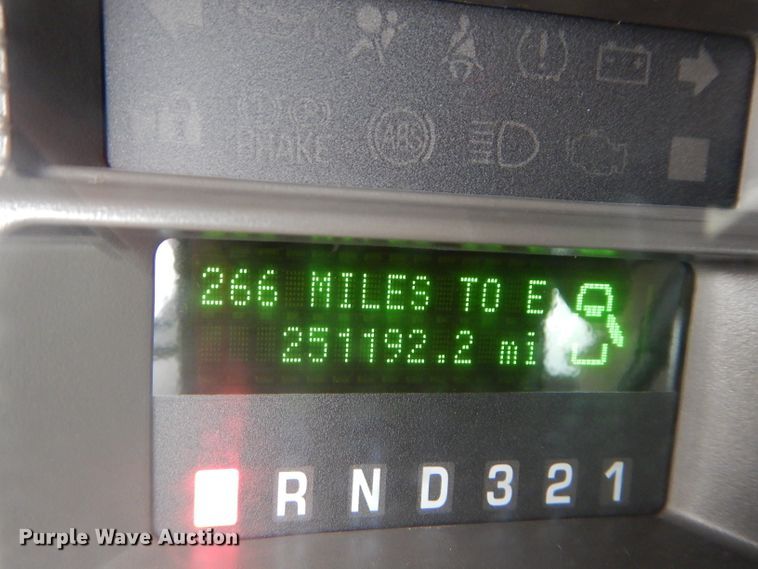 BRAKE
ABS
266 MILES TO E
251192.2 mi
R N D 3 2 1
Purple Wave Auction